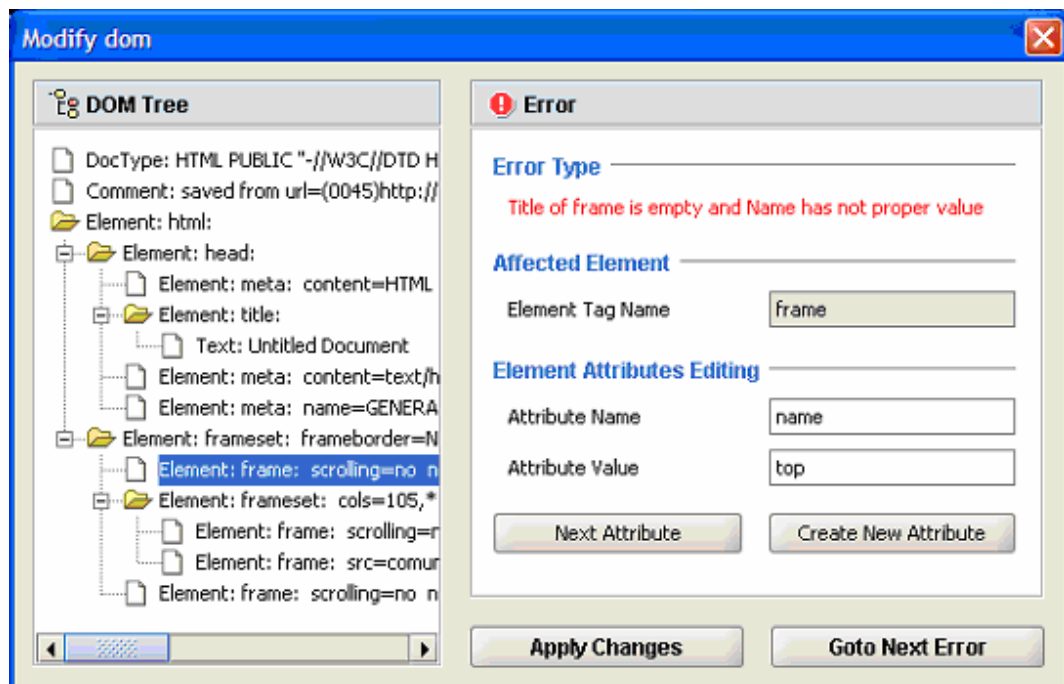 Modify dom
DOM Tree
DocType: HTML PUBLIC "-//W3C//DTD H
Comment: saved from url=(0045)http://
Element: html:
Element: head:
Element: meta: content=HTML
Element: title:
Text: Untitled Document
Element: meta: content=text/h
Element: meta: name=GENERA
Element: frameset: frameborder=N
Element: frame: scrolling=no n
Element: frameset: cols=105,*
Element: frame: scrolling=n
Element: frame: src=comun
Element: frame: scrolling=no n
Error
Error Type
Title of frame is empty and Name has not proper value
Affected Element
Element Tag Name frame
Element Attributes Editing
Attribute Name name
Attribute Value top
Next Attribute Create New Attribute
Apply Changes Goto Next Error